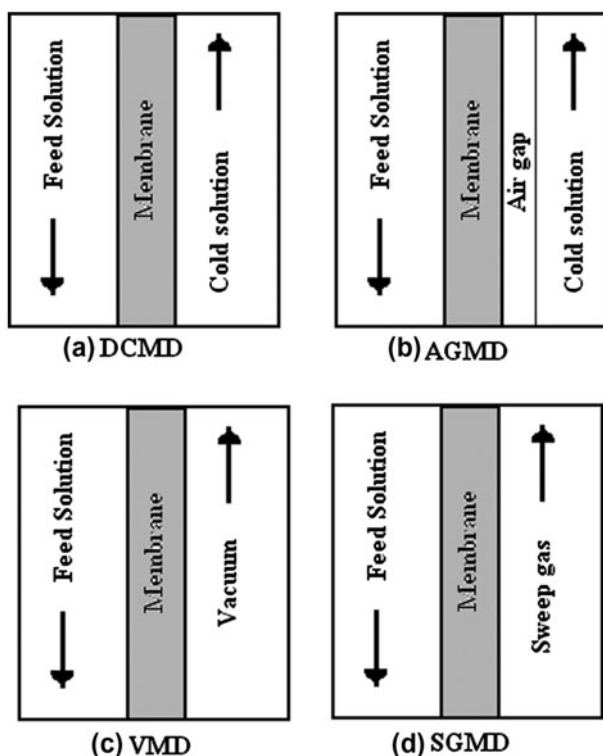 Feed Solution
Membrane
Cold solution
(a) DCMD
Feed Solution
Membrane
Air gap
Cold solution
(b) AGMD
Feed Solution
Membrane
Vacuum
(c) VMD
Feed Solution
Membrane
Sweep gas
(d) SGMD